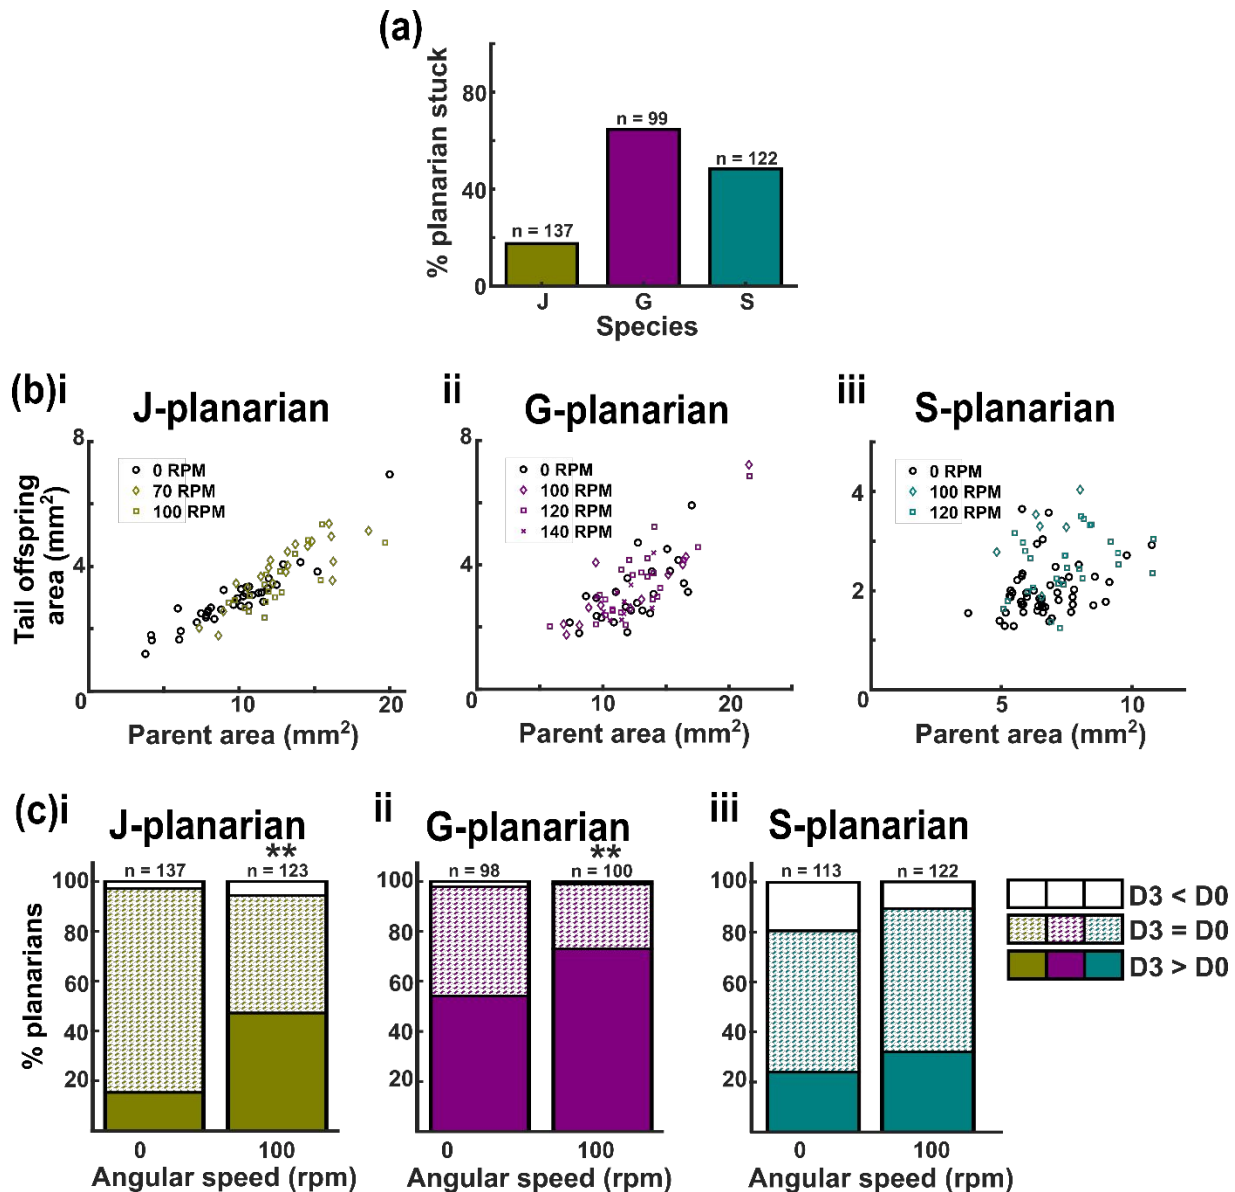 (a)
% planarian stuck
80
40
0
n = 137
n = 99
n = 122
J
G
S
Species
(b)i
J-planarian
Tail offspring
area (mm²)
8
4
0
0 RPM
70 RPM
100 RPM
10
20
Parent area (mm²)
ii
G-planarian
8
4
0
0 RPM
100 RPM
120 RPM
140 RPM
10
20
Parent area (mm²)
iii
S-planarian
4
2
0
0 RPM
100 RPM
120 RPM
5
10
Parent area (mm²)
(c)i
J-planarian
% planarians
100
80
60
40
20
n = 137
**
n = 123
0
100
Angular speed (rpm)
ii
G-planarian
100
80
60
40
20
n = 98
**
n = 100
0
100
Angular speed (rpm)
iii
S-planarian
100
80
60
40
20
n = 113
n = 122
0
100
Angular speed (rpm)
D3 < D0
D3 = D0
D3 > D0